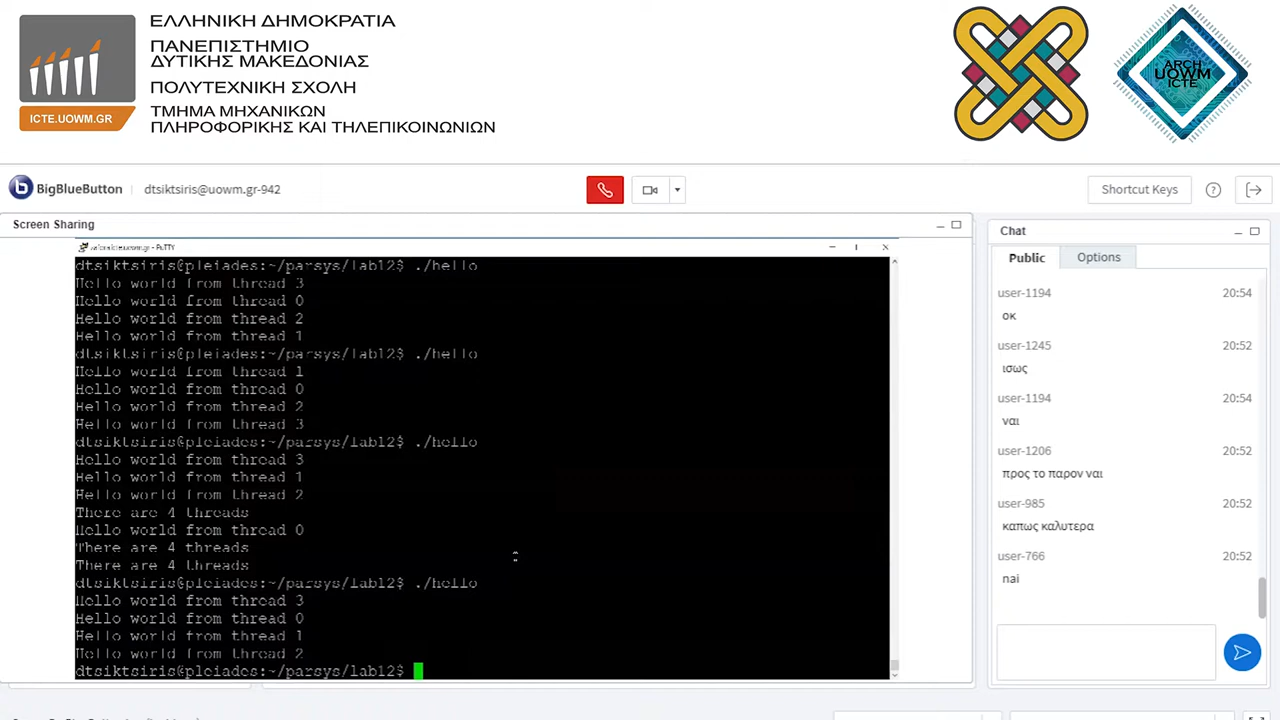 ΕΛΛΗΝΙΚΗ ΔΗΜΟΚΡΑΤΙΑ
ΠΑΝΕΠΙΣΤΗΜΙΟ
ΔΥΤΙΚΗΣ ΜΑΚΕΔΟΝΙΑΣ
ΠΟΛΥΤΕΧΝΙΚΗ ΣΧΟΛΗ
ΤΜΗΜΑ ΜΗΧΑΝΙΚΩΝ
ΠΛΗΡΟΦΟΡΙΚΗΣ ΚΑΙ ΤΗΛΕΠΙΚΟΙΝΩΝΙΩΝ
ICTE.UOWM.GR
ARCH
UOWM
ICTE
BigBlueButton
dtsiktsiris@uowm.gr-942
Shortcut Keys
Screen Sharing
PuTTY
dtsiktsiris@pleiades:~/parsys/lab12$ ./hello
Hello world from thread 3
Hello world from thread 0
Hello world from thread 2
Hello world from thread 1
dtsiktsiris@pleiades:~/parsys/lab12$ ./hello
Hello world from thread 1
Hello world from thread 0
Hello world from thread 2
Hello world from thread 3
dtsiktsiris@pleiades:~/parsys/lab12$ ./hello
Hello world from thread 3
Hello world from thread 1
Hello world from thread 2
There are 4 threads
Hello world from thread 0
There are 4 threads
There are 4 threads
dtsiktsiris@pleiades:~/parsys/lab12$ ./hello
Hello world from thread 3
Hello world from thread 0
Hello world from thread 1
Hello world from thread 2
dtsiktsiris@pleiades:~/parsys/lab12$
Chat
Public Options
user-1194 20:54
οκ
user-1245 20:52
ισως
user-1194 20:54
ναι
user-1206 20:52
προς το παρον ναι
user-985 20:52
καπως καλυτερα
user-766 20:52
nai